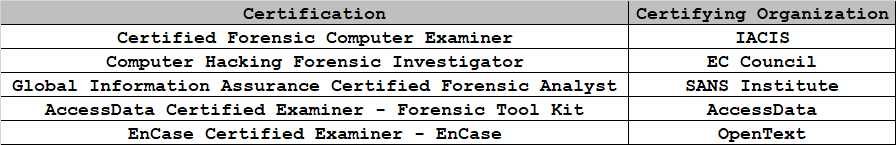 Certification Certifying Organization
Certified Forensic Computer Examiner IACIS
Computer Hacking Forensic Investigator EC Council
Global Information Assurance Certified Forensic Analyst SANS Institute
AccessData Certified Examiner - Forensic Tool Kit AccessData
EnCase Certified Examiner - EnCase OpenText